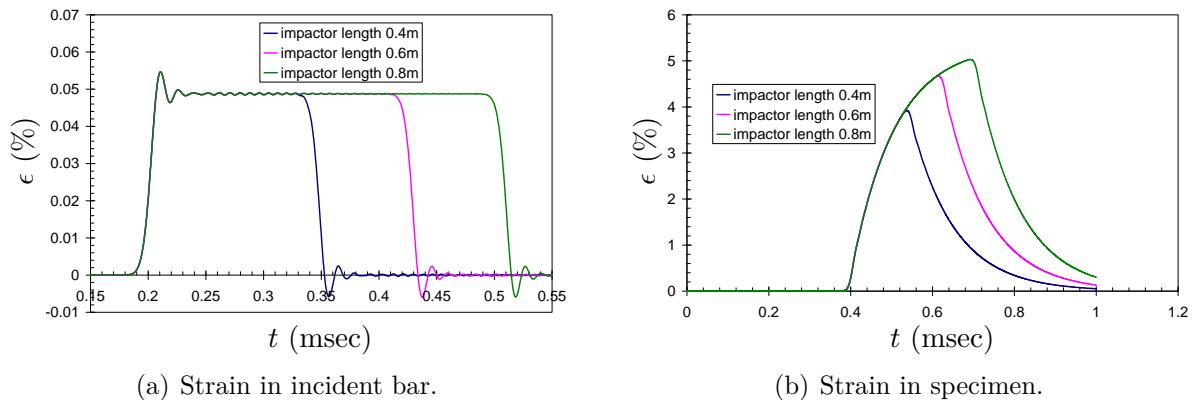 0.07
0.06
0.05
0.04
0.03
0.02
0.01
0
-0.01
ϵ (%)
impactor length 0.4m
impactor length 0.6m
impactor length 0.8m
0.15 0.2 0.25 0.3 0.35 0.4 0.45 0.5 0.55
t (msec)
(a) Strain in incident bar.
6
5
4
3
2
1
0
ϵ (%)
impactor length 0.4m
impactor length 0.6m
impactor length 0.8m
0 0.2 0.4 0.6 0.8 1 1.2
t (msec)
(b) Strain in specimen.